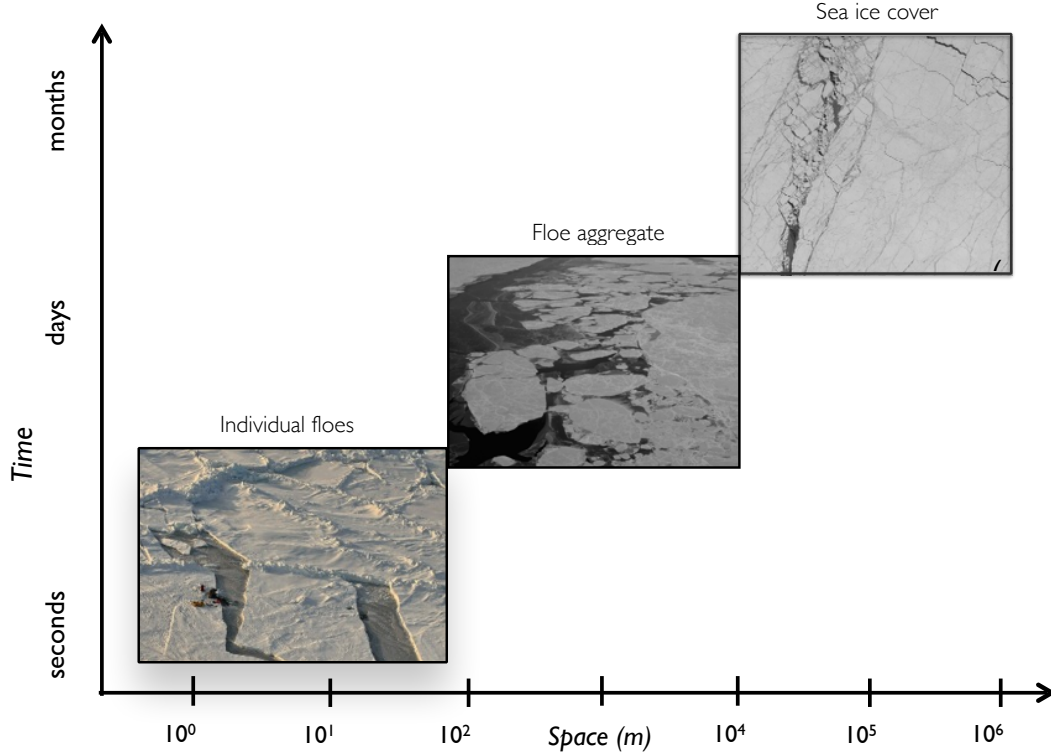 Sea ice cover
months
Floe aggregate
days
Individual floes
Time
seconds
10⁰
10¹
10²
Space (m)
10⁴
10⁵
10⁶